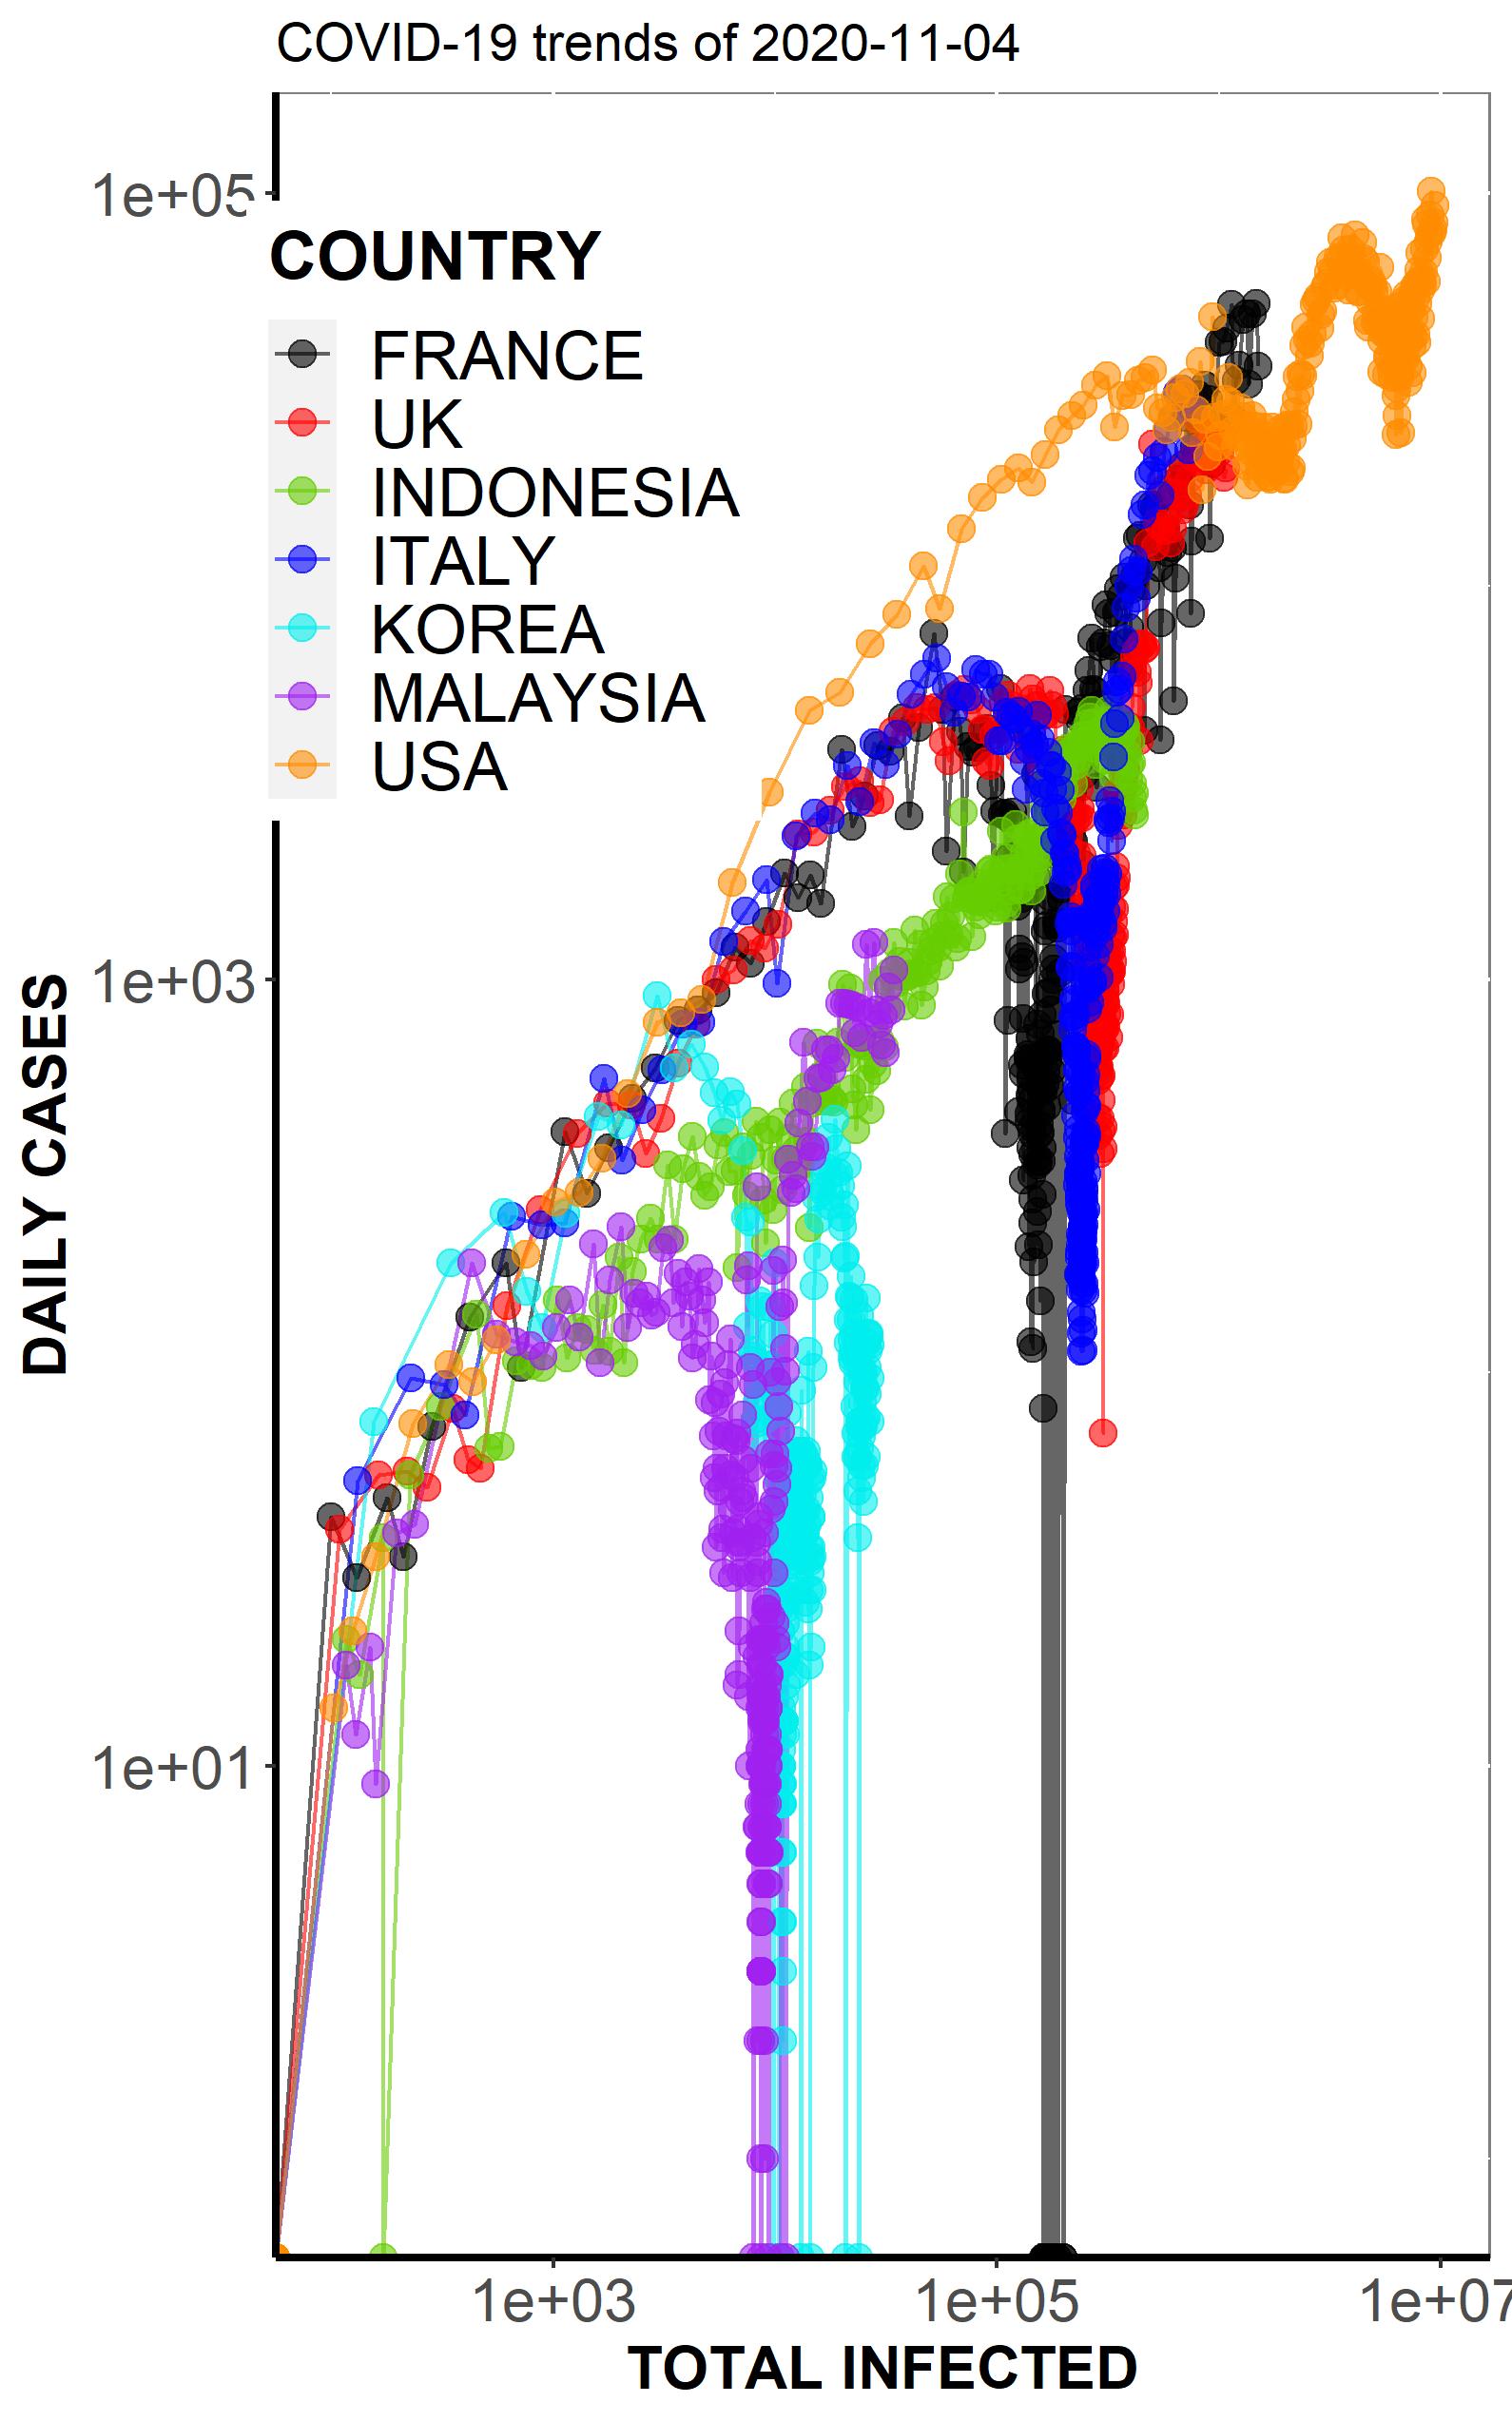 COVID-19 trends of 2020-11-04
1e+05
COUNTRY
FRANCE
UK
INDONESIA
ITALY
KOREA
MALAYSIA
USA
1e+03
DAILY CASES
1e+01
1e+03 1e+05 1e+07
TOTAL INFECTED